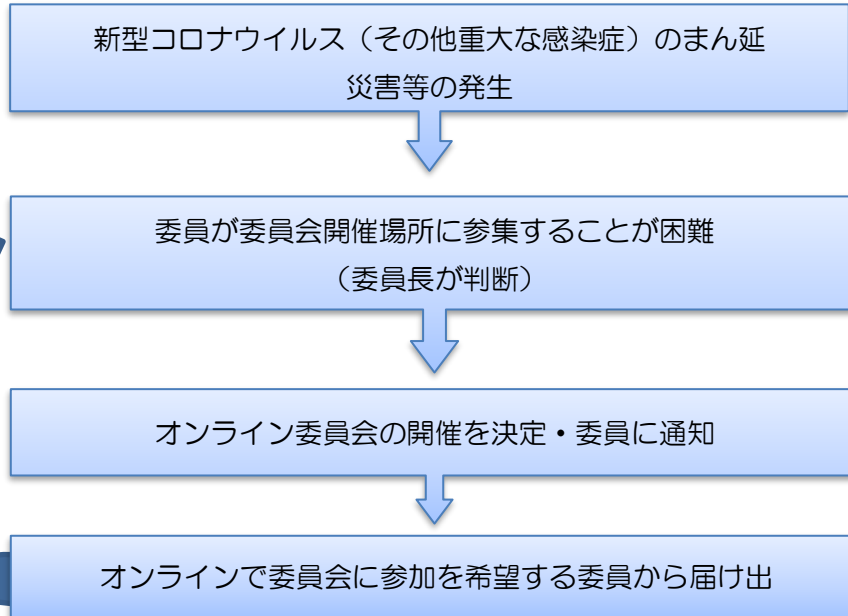 新型コロナウイルス（その他重大な感染症）のまん延
災害等の発生
委員が委員会開催場所に参集することが困難
（委員長が判断）
オンライン委員会の開催を決定・委員に通知
オンラインで委員会に参加を希望する委員から届け出